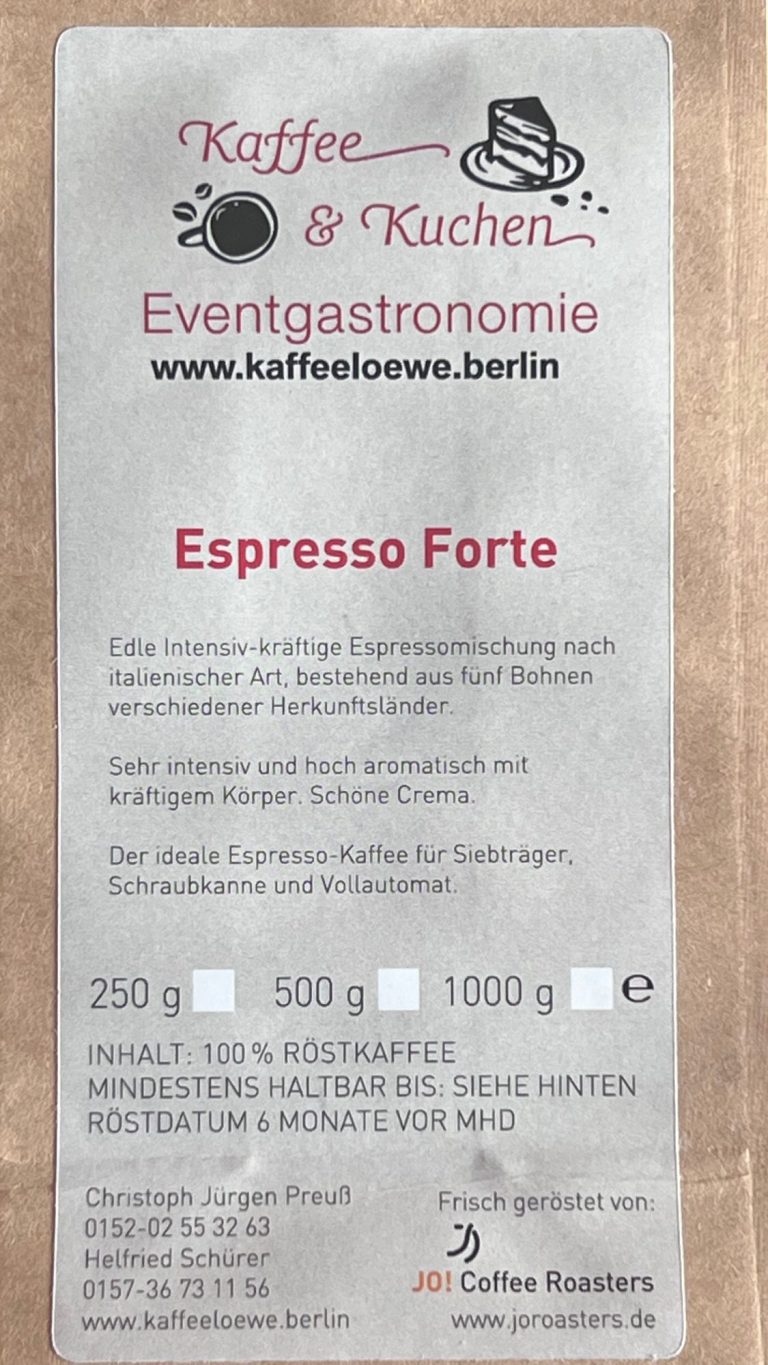 Kaffee
& Kuchen
Eventgastronomie
www.kaffeeloewe.berlin
Espresso Forte
Edle Intensiv-kräftige Espressomischung nach
italienischer Art, bestehend aus fünf Bohnen
verschiedener Herkunftsländer.
Sehr intensiv und hoch aromatisch mit
kräftigem Körper. Schöne Crema.
Der ideale Espresso-Kaffee für Siebträger,
Schraubkanne und Vollautomat.
250 g 500 g 1000 g e
INHALT: 100 % RÖSTKAFFEE
MINDESTENS HALTBAR BIS: SIEHE HINTEN
RÖSTDATUM 6 MONATE VOR MHD
Christoph Jürgen Preuß
0152-02 55 32 63
Helfried Schürer
0157-36 73 11 56
www.kaffeeloewe.berlin
Frisch geröstet von:
JO! Coffee Roasters
www.joroasters.de